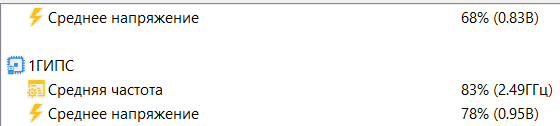 Среднее напряжение 68% (0.83В)
1ГИПС
Средняя частота 83% (2.49ГГц)
Среднее напряжение 78% (0.95В)